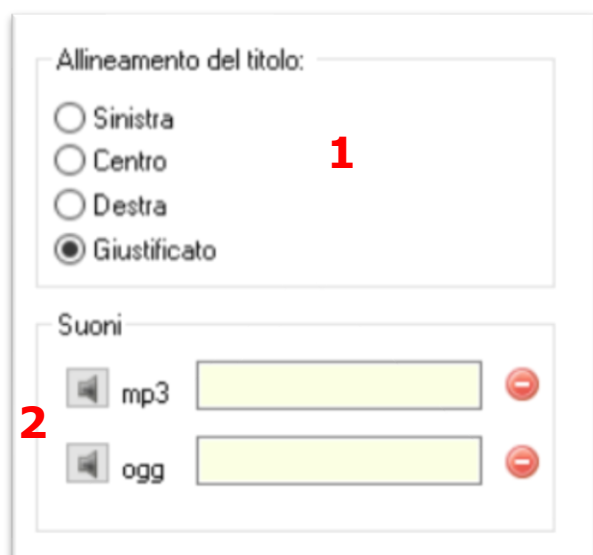 Allineamento del titolo:
Sinistra
1
Centro
Destra
Giustificato
Suoni
mp3
2
ogg